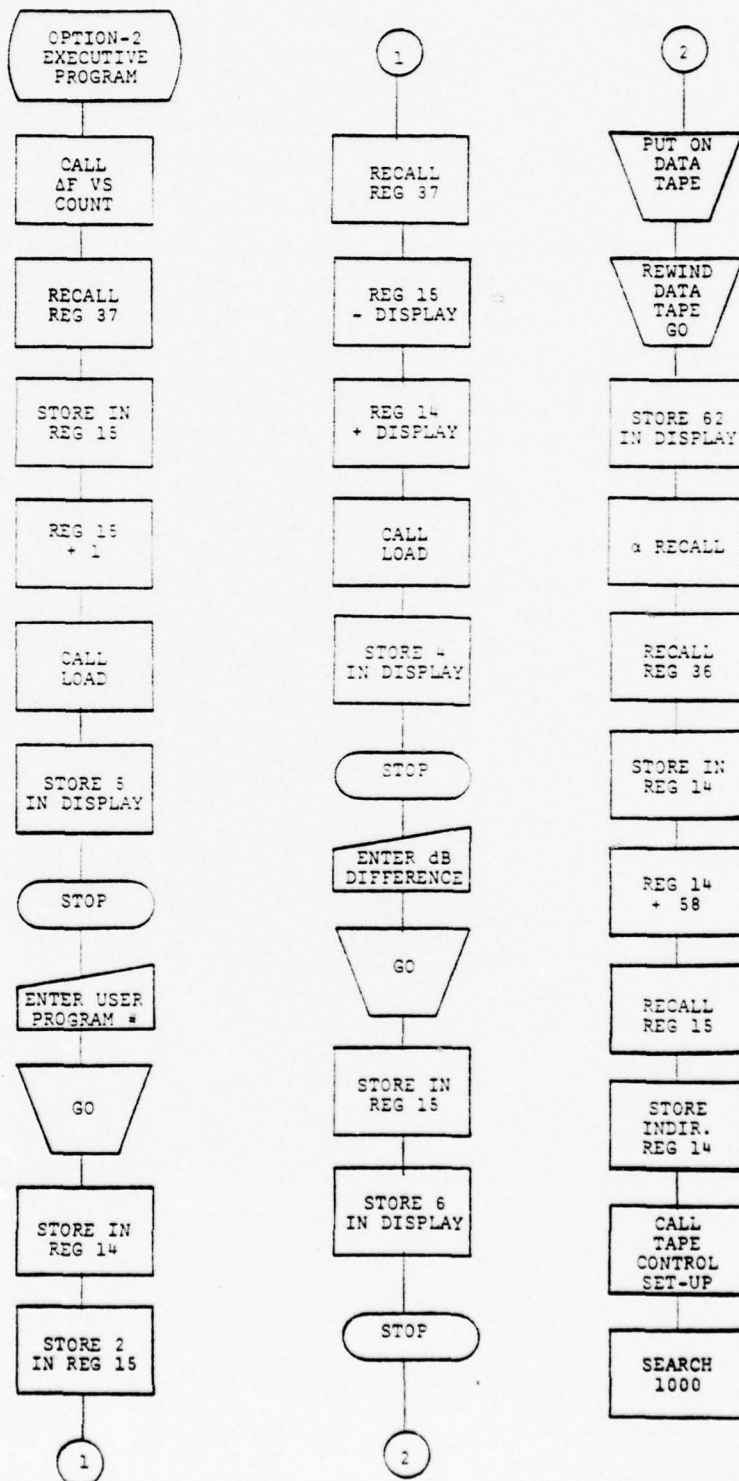 OPTION-2
EXECUTIVE
PROGRAM
CALL
ΔF VS
COUNT
RECALL
REG 37
STORE IN
REG 15
REG 15
+ 1
CALL
LOAD
STORE 5
IN DISPLAY
STOP
ENTER USER
PROGRAM #
GO
STORE IN
REG 14
STORE 2
IN REG 15
1
1
RECALL
REG 37
REG 15
- DISPLAY
REG 14
+ DISPLAY
CALL
LOAD
STORE 4
IN DISPLAY
STOP
ENTER dB
DIFFERENCE
GO
STORE IN
REG 15
STORE 6
IN DISPLAY
STOP
2
2
PUT ON
DATA
TAPE
REWIND
DATA
TAPE
GO
STORE 62
IN DISPLAY
α RECALL
RECALL
REG 36
STORE IN
REG 14
REG 14
+ 58
RECALL
REG 15
STORE
INDIR.
REG 14
CALL
TAPE
CONTROL
SET-UP
SEARCH
1000